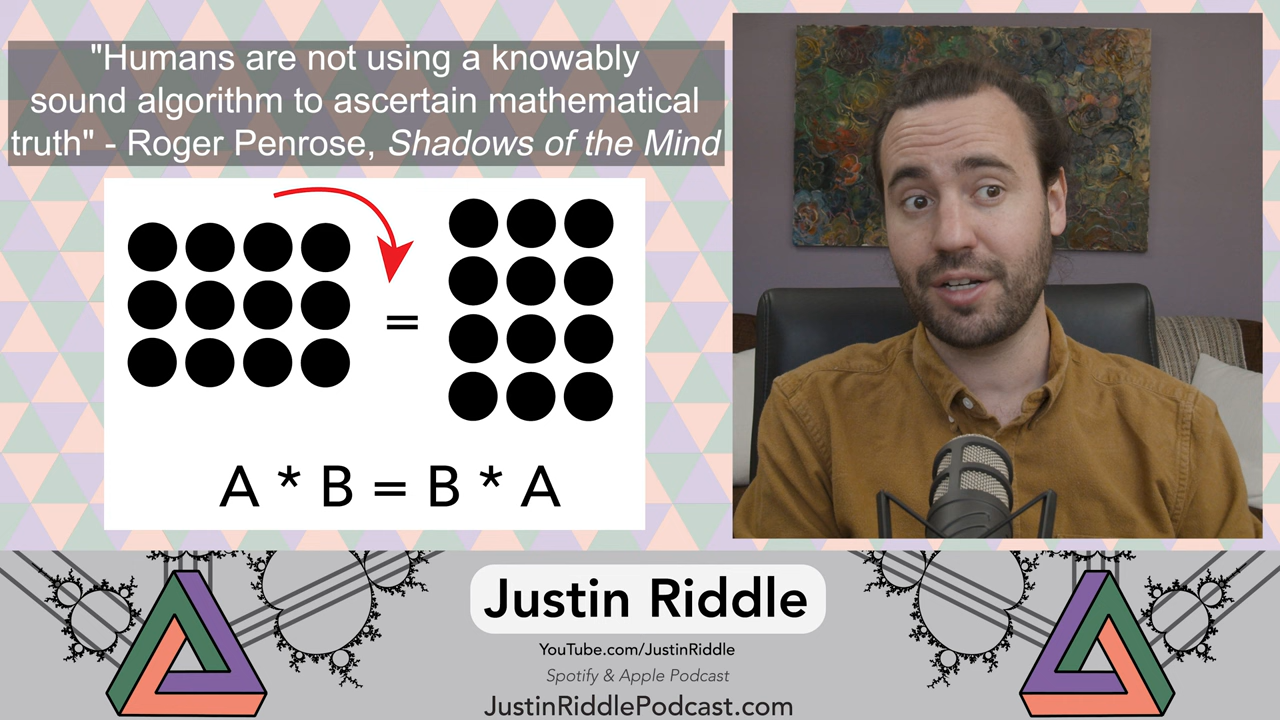 "Humans are not using a knowably
sound algorithm to ascertain mathematical
truth" - Roger Penrose, Shadows of the Mind
=
A * B = B * A
Justin Riddle
YouTube.com/JustinRiddle
Spotify & Apple Podcast
JustinRiddlePodcast.com